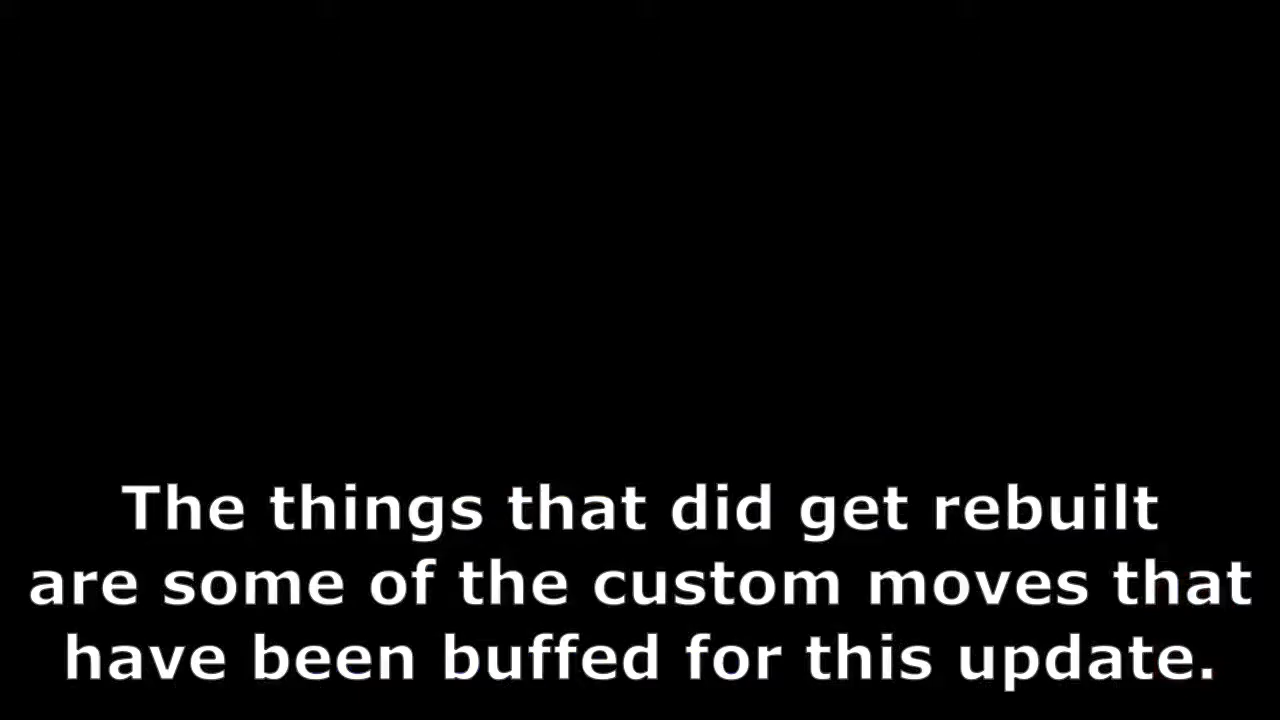 The things that did get rebuilt
are some of the custom moves that
have been buffed for this update.